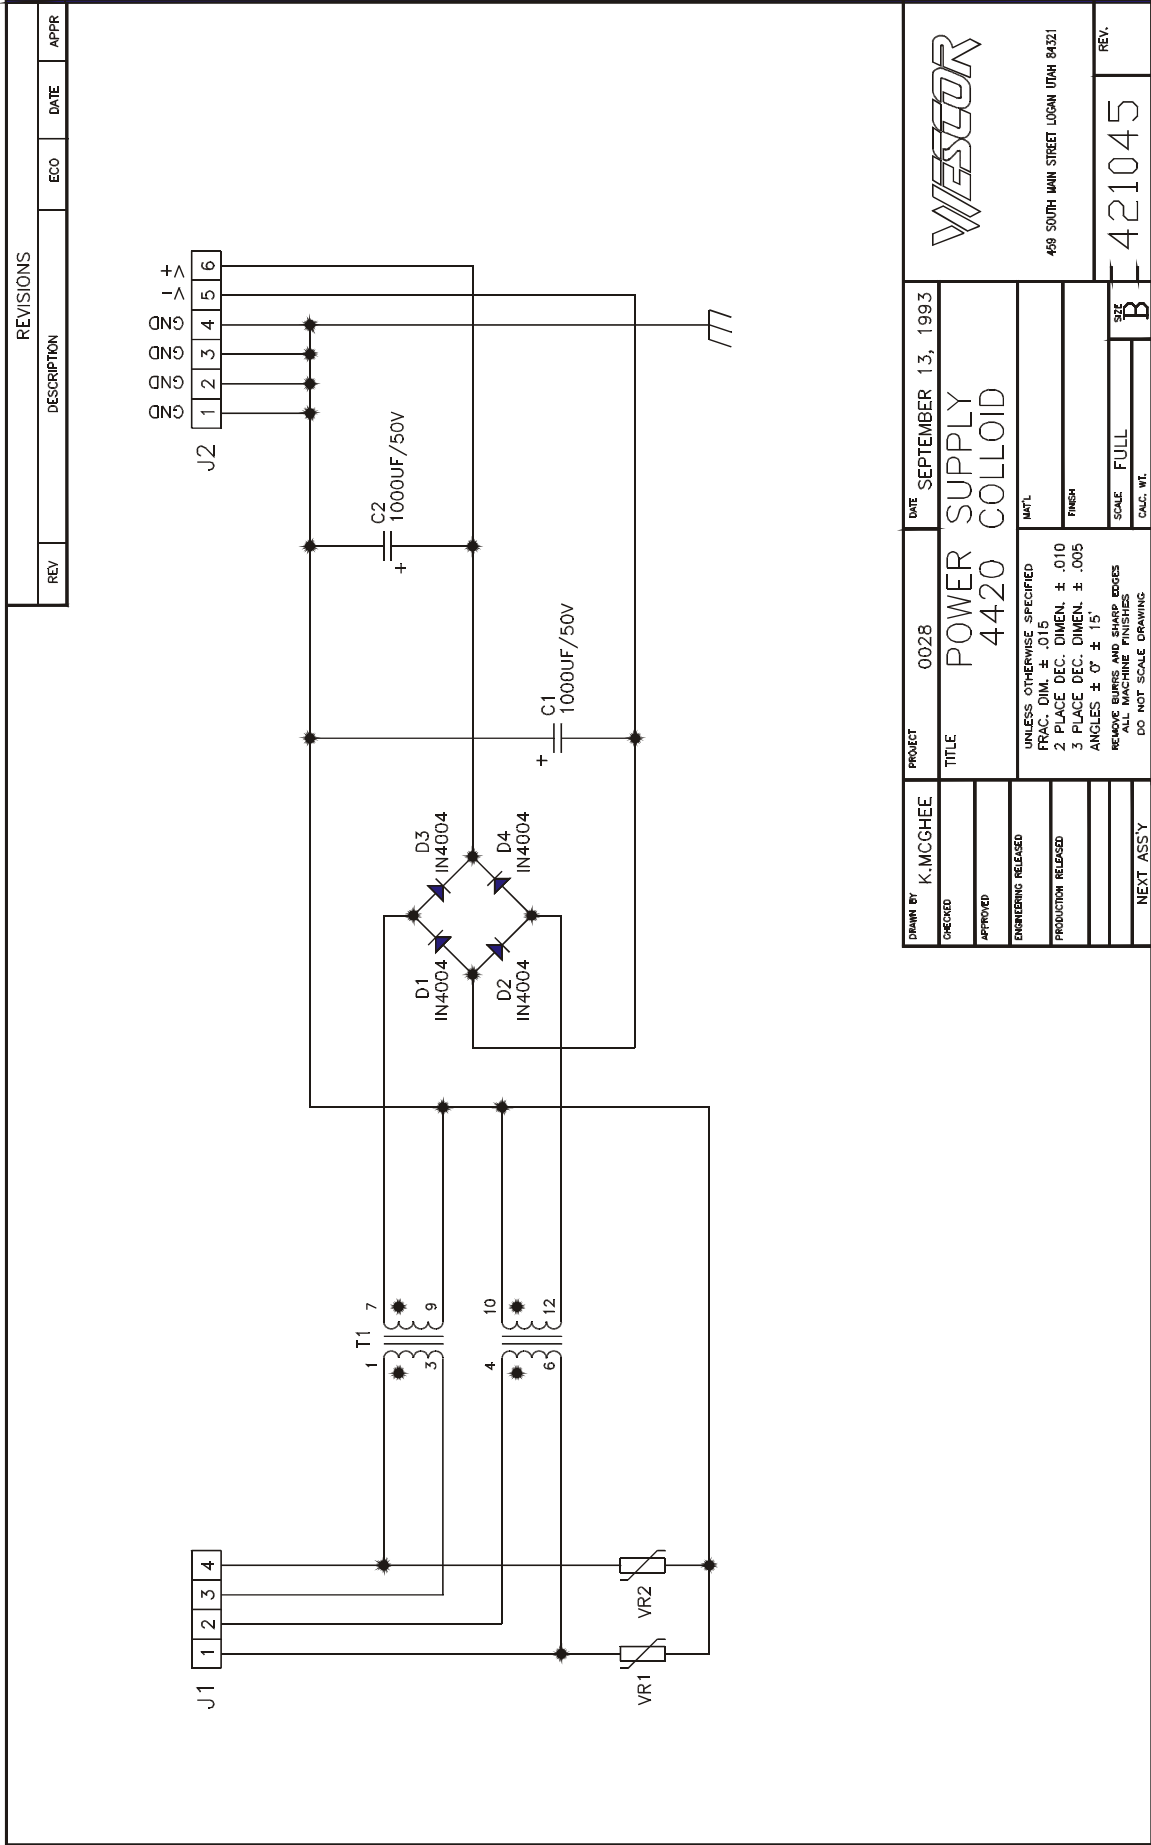 REVISIONS
REV DESCRIPTION ECO DATE APPR
J1
1 2 3 4
VR1
VR2
T1
1 7
3 9
4 10
6 12
D1
IN4004
D2
IN4004
D3
IN4004
D4
IN4004
+ C1
1000UF/50V
+ C2
1000UF/50V
J2
1 2 3 4 5 6
GND
GND
GND
GND
V-
V+
DRAWN BY K.MCGHEE
CHECKED
APPROVED
ENGINEERING RELEASED
PRODUCTION RELEASED
NEXT ASS'Y
PROJECT 0028
DATE SEPTEMBER 13, 1993
TITLE POWER SUPPLY
4420 COLLOID
UNLESS OTHERWISE SPECIFIED
FRAC. DIM. ± .015
2 PLACE DEC. DIMEN. ± .010
3 PLACE DEC. DIMEN. ± .005
ANGLES ± 0° ± 15'
REMOVE BURRS AND SHARP EDGES
ALL MACHINE FINISHES
DO NOT SCALE DRAWING
MAT'L
FINISH
SCALE FULL
CALC. WT.
SIZE
B
WESCOR
459 SOUTH MAIN STREET LOGAN UTAH 84321
421045
REV.